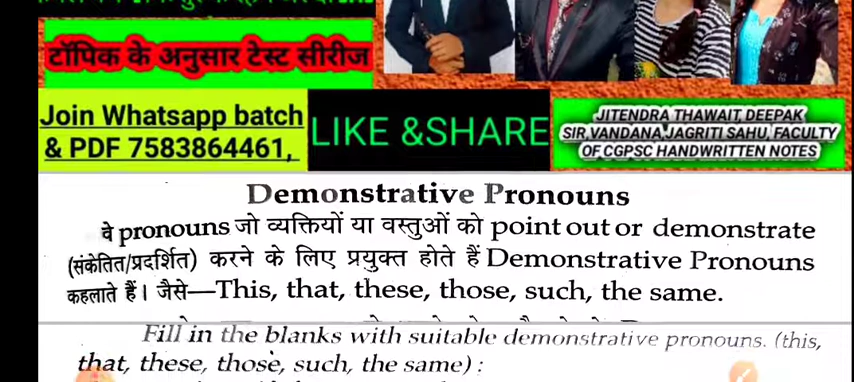 टॉपिक के अनुसार टेस्ट सीरीज
Join Whatsapp batch
& PDF 7583864461,
LIKE &SHARE
JITENDRA THAWAIT, DEEPAK
SIR,VANDANA,JAGRITI SAHU, FACULTY
OF CGPSC HANDWRITTEN NOTES
Demonstrative Pronouns
वे pronouns जो व्यक्तियों या वस्तुओं को point out or demonstrate
(संकेतित/प्रदर्शित) करने के लिए प्रयुक्त होते हैं Demonstrative Pronouns
कहलाते हैं। जैसे—This, that, these, those, such, the same.
Fill in the blanks with suitable demonstrative pronouns. (this,
that, these, those, such, the same) :